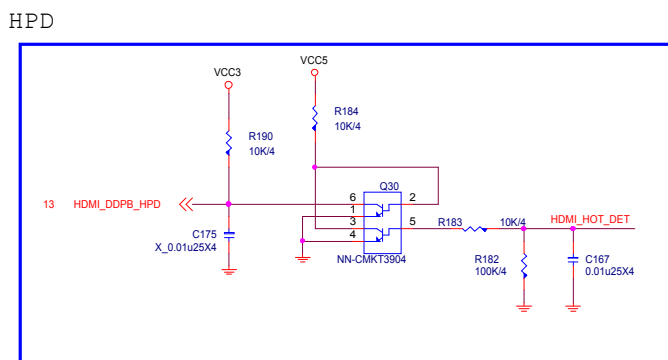 HPD
VCC3
VCC5
R184
10K/4
R190
10K/4
Q30
13 HDMI_DDPB_HPD
6
2
1
3
5
4
R183
10K/4
HDMI_HOT_DET
C175
X_0.01u25X4
NN-CMKT3904
R182
100K/4
C167
0.01u25X4